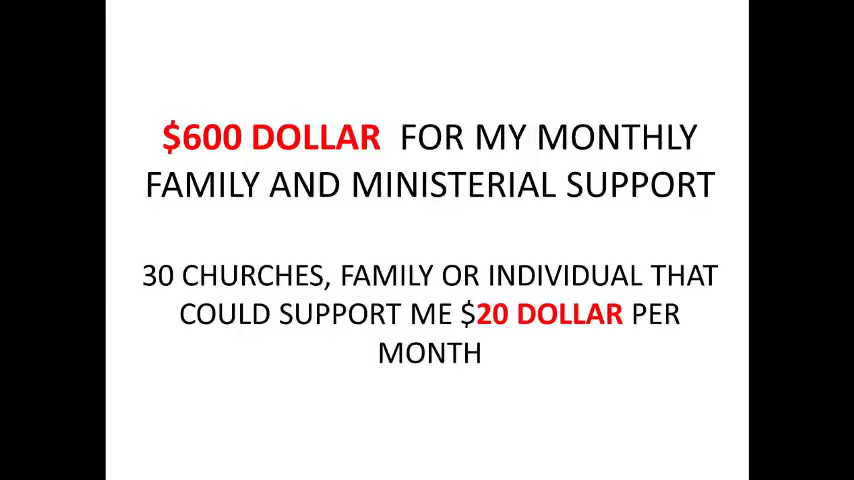 $600 DOLLAR FOR MY MONTHLY
FAMILY AND MINISTERIAL SUPPORT
30 CHURCHES, FAMILY OR INDIVIDUAL THAT
COULD SUPPORT ME $20 DOLLAR PER
MONTH